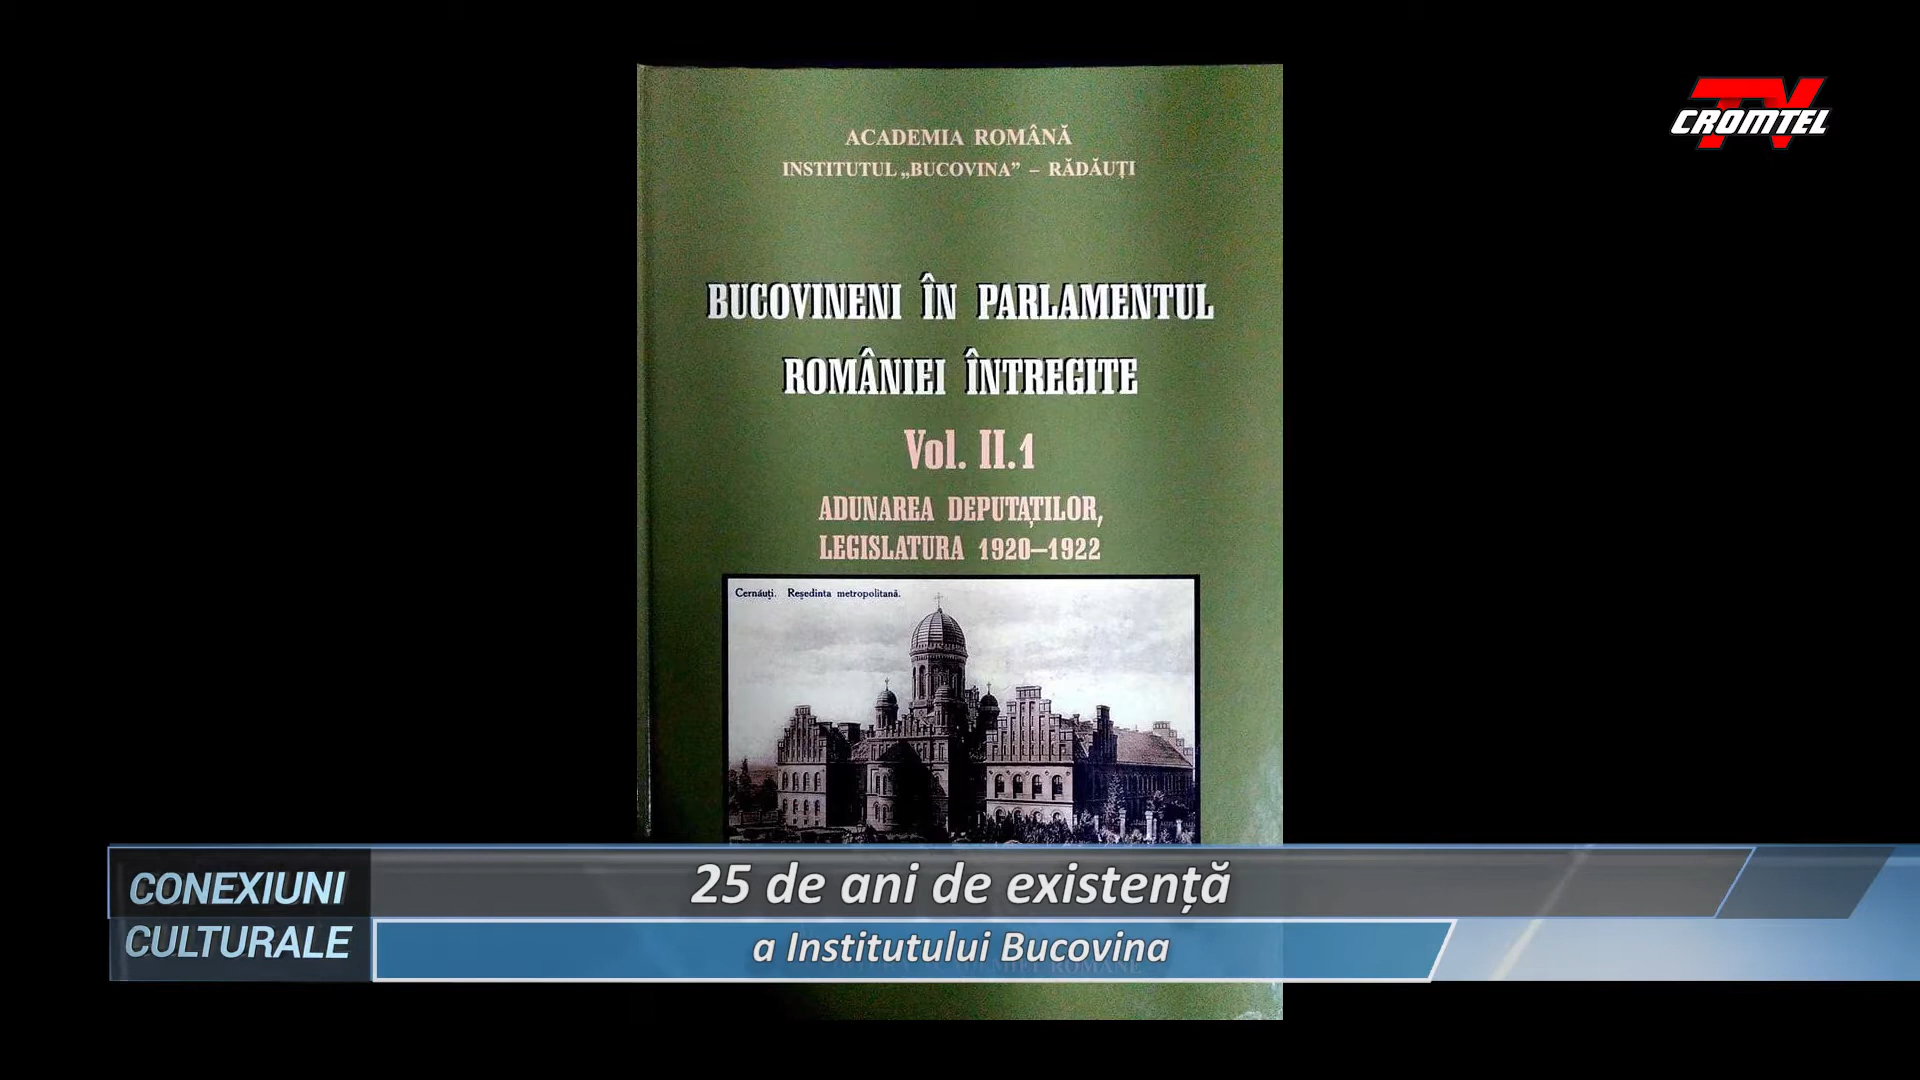 TV
CROMTEL
ACADEMIA ROMÂNĂ
INSTITUTUL „BUCOVINA” – RĂDĂUȚI
BUCOVINENI ÎN PARLAMENTUL
ROMÂNIEI ÎNTREGITE
Vol. II.1
ADUNAREA DEPUTAȚILOR,
LEGISLATURA 1920–1922
Cernăuți. Reședinta metropolitană.
CONEXIUNI
CULTURALE
25 de ani de existență
a Institutului Bucovina
ROMÂNE